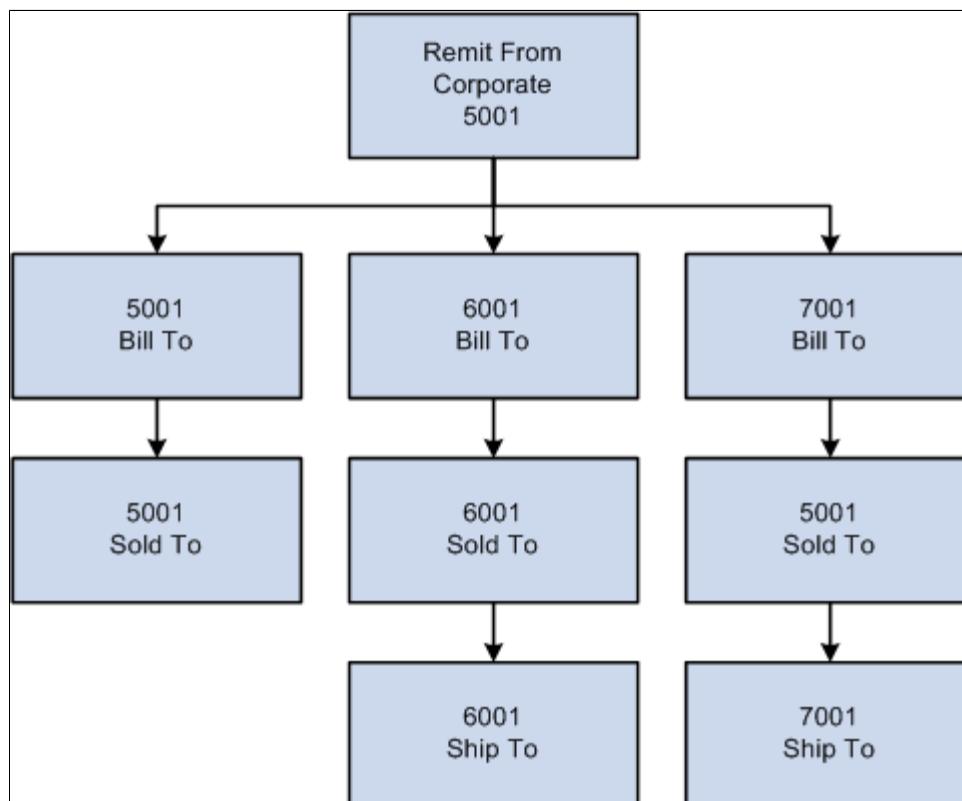 Remit From
Corporate
5001
5001
Bill To
6001
Bill To
7001
Bill To
5001
Sold To
6001
Sold To
5001
Sold To
6001
Ship To
7001
Ship To